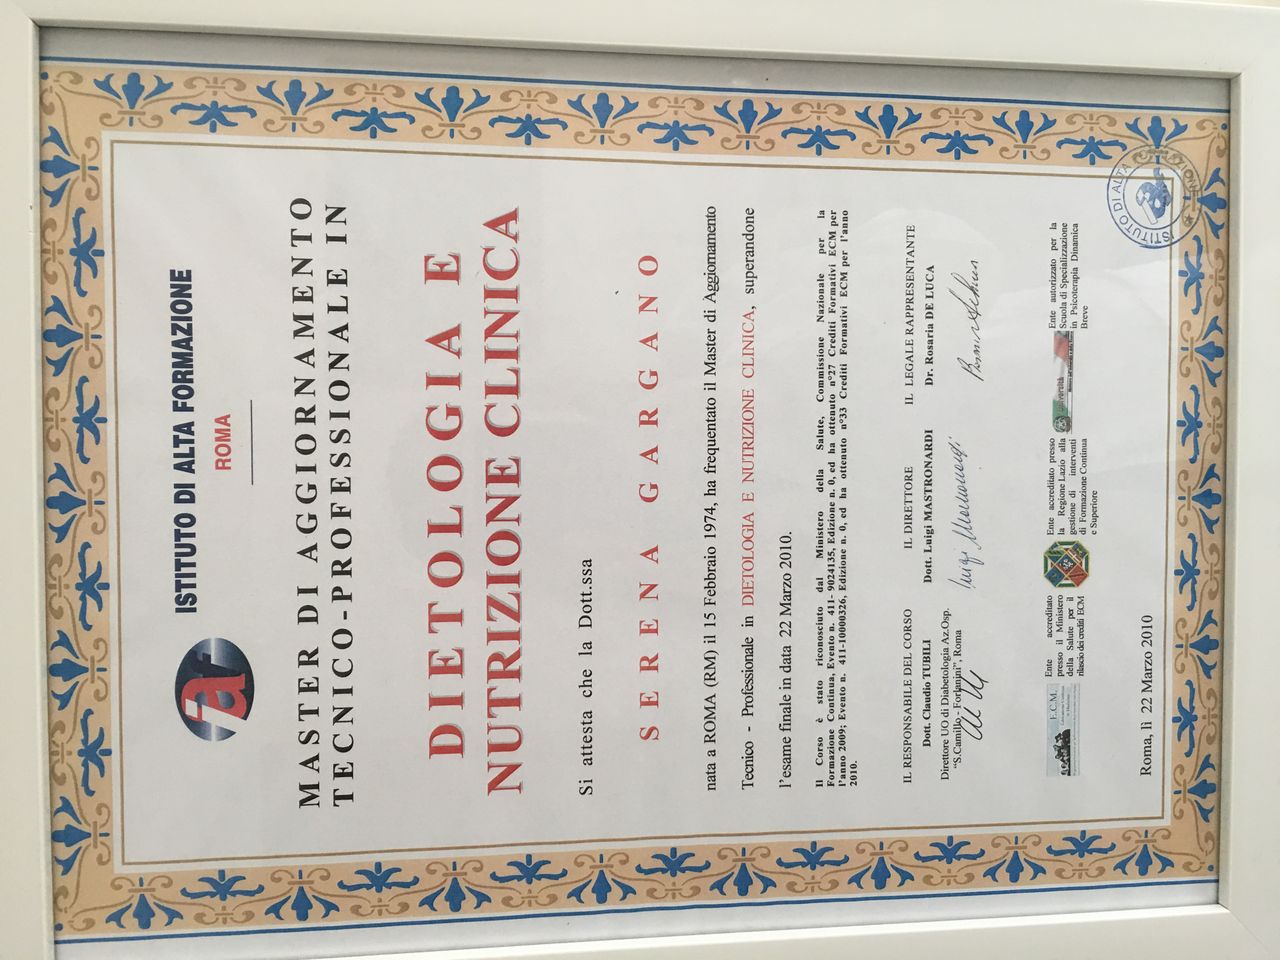 iaf
ISTITUTO DI ALTA FORMAZIONE
ROMA
MASTER DI AGGIORNAMENTO
TECNICO-PROFESSIONALE IN
DIETOLOGIA E
NUTRIZIONE CLINICA
Si attesta che la Dott.ssa
SERENA GARGANO
nata a ROMA (RM) il 15 Febbraio 1974, ha frequentato il Master di Aggiornamento
Tecnico - Professionale in DIETOLOGIA E NUTRIZIONE CLINICA, superandone
l'esame finale in data 22 Marzo 2010.
Il Corso è stato riconosciuto dal Ministero della Salute, Commissione Nazionale per la
Formazione Continua, Evento n. 411- 9024135, Edizione n. 0, ed ha ottenuto n°27 Crediti Formativi ECM per
l'anno 2009; Evento n. 411-10000326, Edizione n. 0, ed ha ottenuto n°33 Crediti Formativi ECM per l'anno
2010.
IL RESPONSABILE DEL CORSO
Dott. Claudio TUBILI
Direttore UO di Diabetologia Az.Osp.
"S.Camillo - Forlanini", Roma
IL DIRETTORE
Dott. Luigi MASTRONARDI
Luigi Mastronardi
IL LEGALE RAPPRESENTANTE
Dr. Rosaria DE LUCA
E.C.M.
Ente accreditato
presso il Ministero
della Salute per il
rilascio dei crediti ECM
Ente accreditato presso
la Regione Lazio alla
gestione di interventi
di Formazione Continua
e Superiore
Università
Ente autorizzato per la
Scuola di Specializzazione
in Psicoterapia Dinamica
Breve
Roma, lì 22 Marzo 2010
ISTITUTO DI ALTA FORMAZIONE